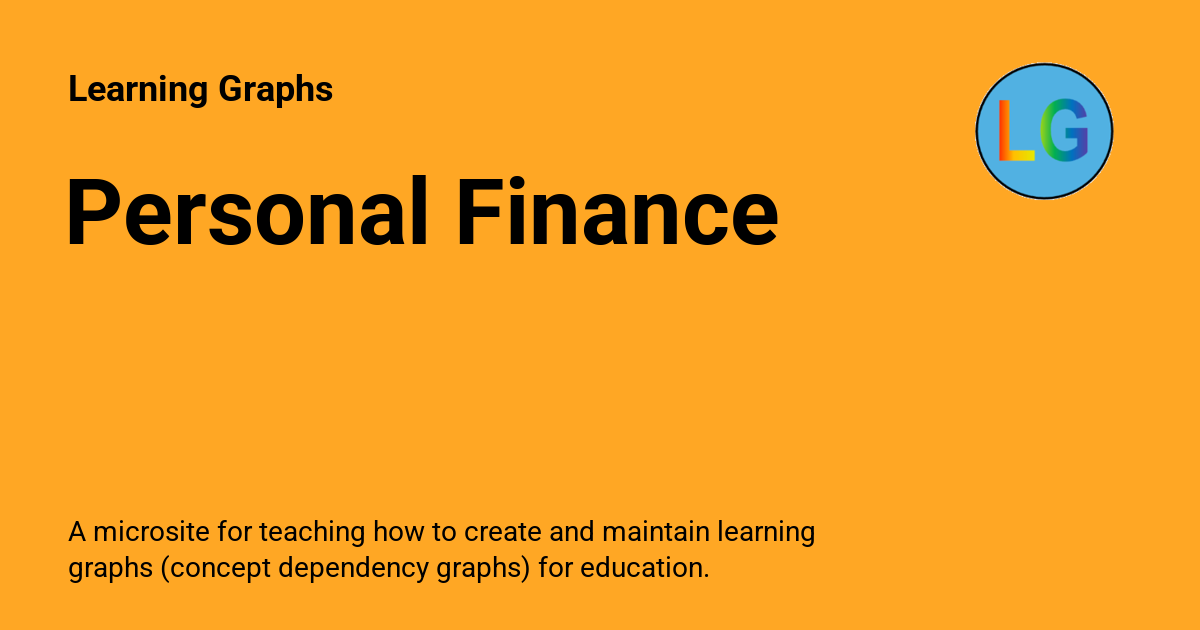 Learning Graphs
LG
Personal Finance
A microsite for teaching how to create and maintain learning
graphs (concept dependency graphs) for education.